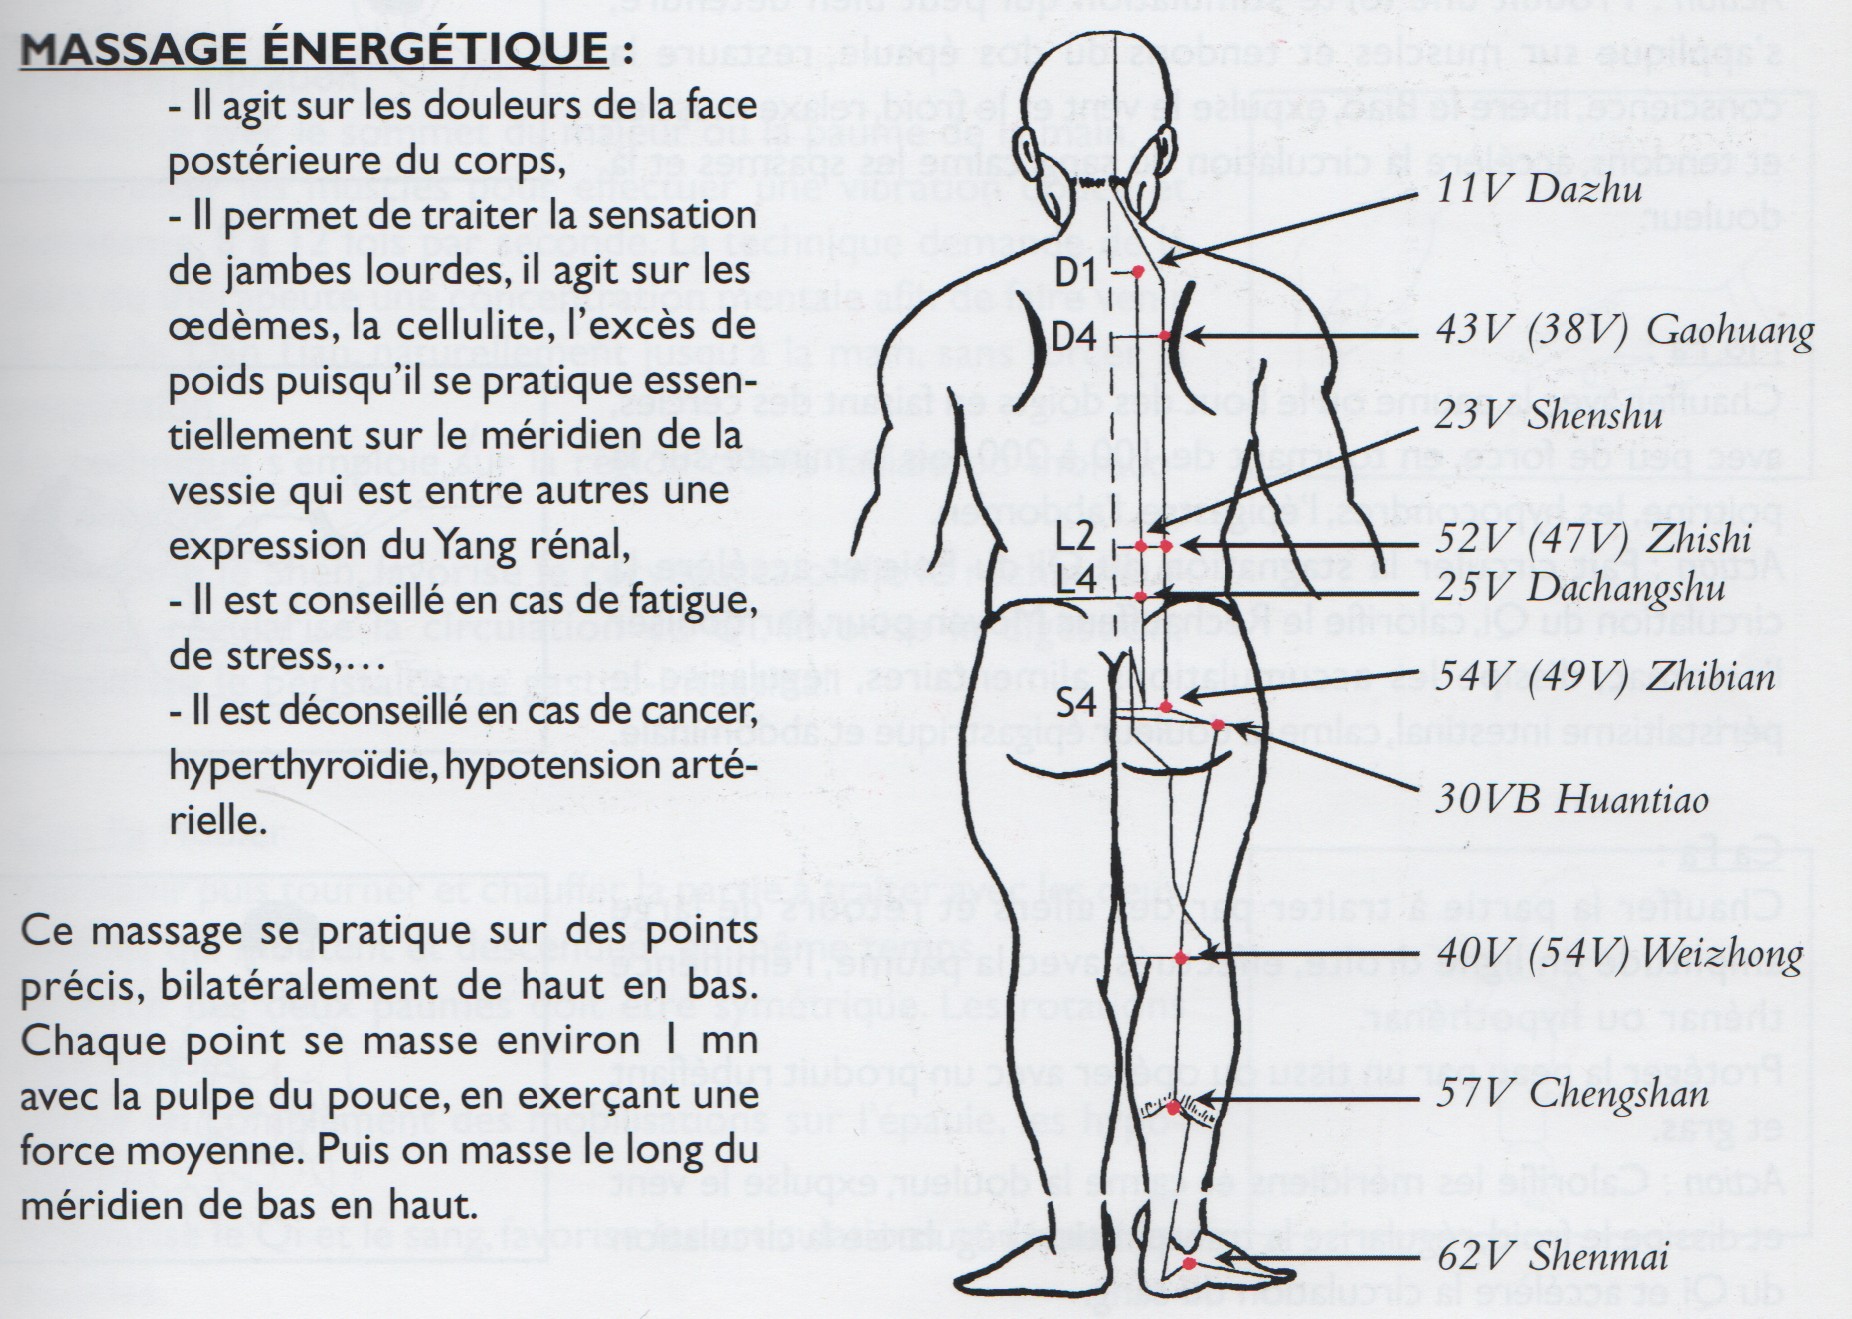 MASSAGE ÉNERGÉTIQUE :
- Il agit sur les douleurs de la face
postérieure du corps,
- Il permet de traiter la sensation
de jambes lourdes, il agit sur les
œdèmes, la cellulite, l'excès de
poids puisqu'il se pratique essen-
tiellement sur le méridien de la
vessie qui est entre autres une
expression du Yang rénal,
- Il est conseillé en cas de fatigue,
de stress,…
- Il est déconseillé en cas de cancer,
hyperthyroïdie, hypotension arté-
rielle.
Ce massage se pratique sur des points
précis, bilatéralement de haut en bas.
Chaque point se masse environ 1 mn
avec la pulpe du pouce, en exerçant une
force moyenne. Puis on masse le long du
méridien de bas en haut.
D1
D4
L2
L4
S4
11V Dazhu
43V (38V) Gaohuang
23V Shenshu
52V (47V) Zhishi
25V Dachangshu
54V (49V) Zhibian
30VB Huantiao
40V (54V) Weizhong
57V Chengshan
62V Shenmai